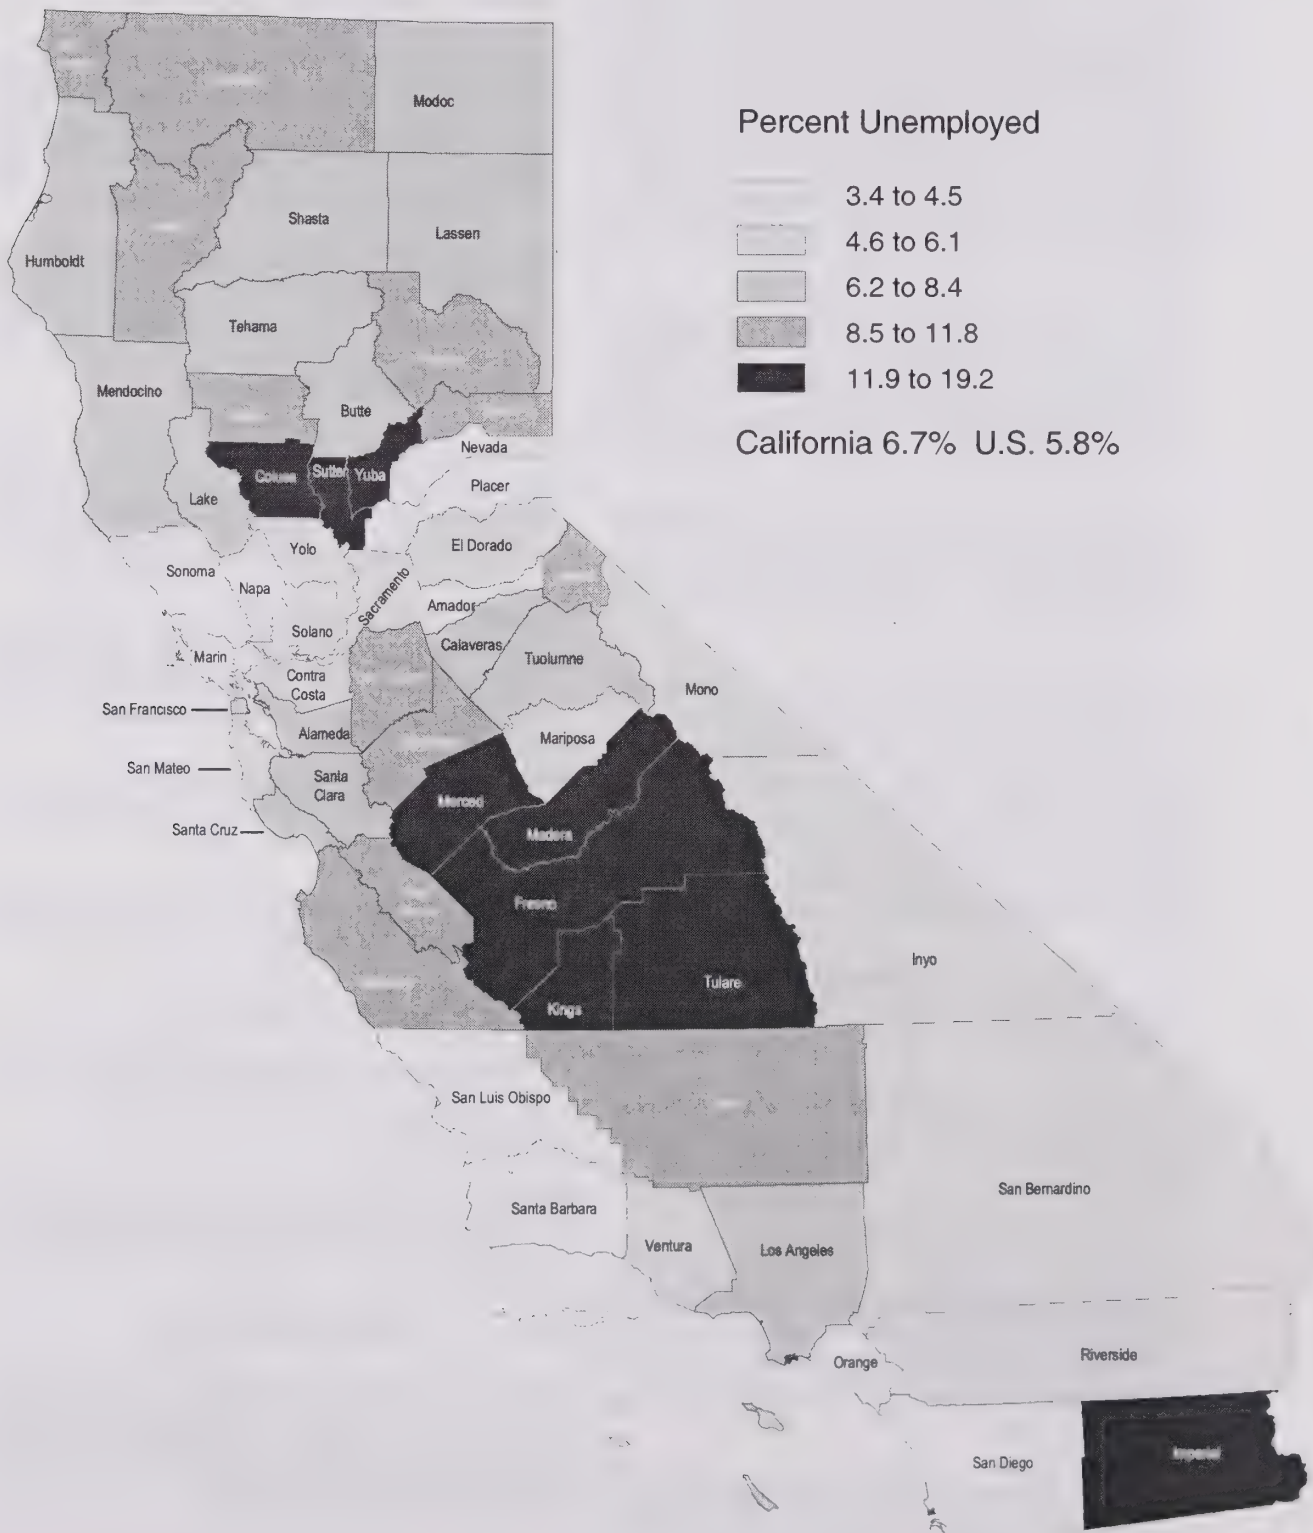 Percent Unemployed
3.4 to 4.5
4.6 to 6.1
6.2 to 8.4
8.5 to 11.8
11.9 to 19.2
California 6.7% U.S. 5.8%
Modoc
Shasta
Lassen
Humboldt
Tehama
Mendocino
Butte
Nevada
Colusa
Sutter
Yuba
Placer
Lake
Yolo
El Dorado
Sonoma
Napa
Sacramento
Amador
Solano
Calaveras
Marin
Tuolumne
Contra
Costa
Mono
San Francisco
Alameda
Mariposa
San Mateo
Santa
Clara
Merced
Santa Cruz
Madera
Fresno
Inyo
Tulare
Kings
San Luis Obispo
San Bernardino
Santa Barbara
Ventura
Los Angeles
Orange
Riverside
San Diego
Imperial